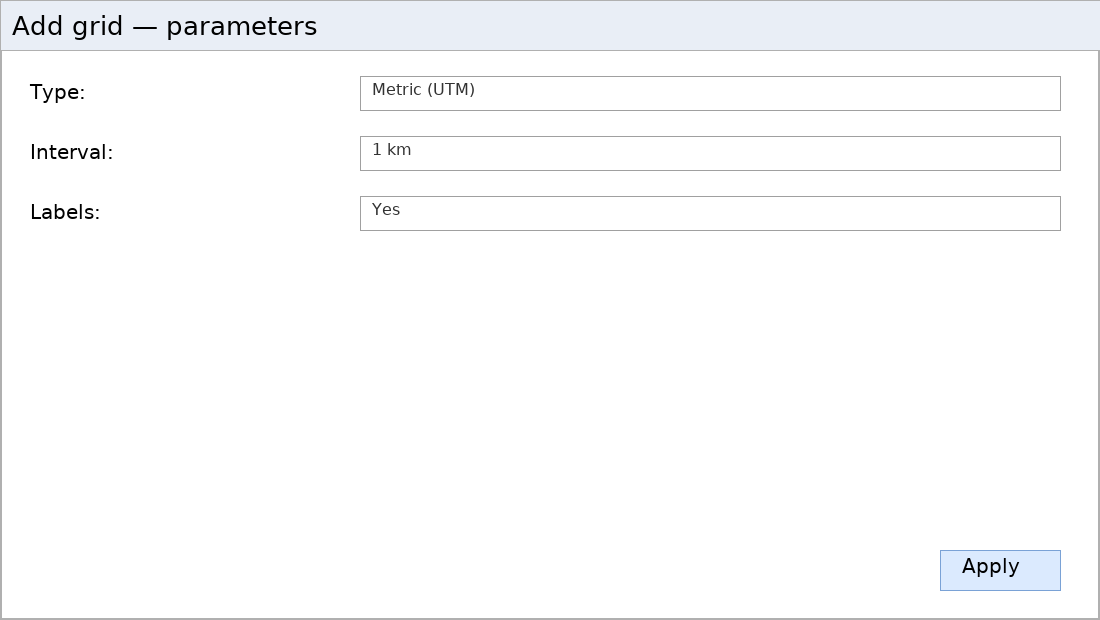 Add grid — parameters
Type: Metric (UTM)
Interval: 1 km
Labels: Yes
Apply